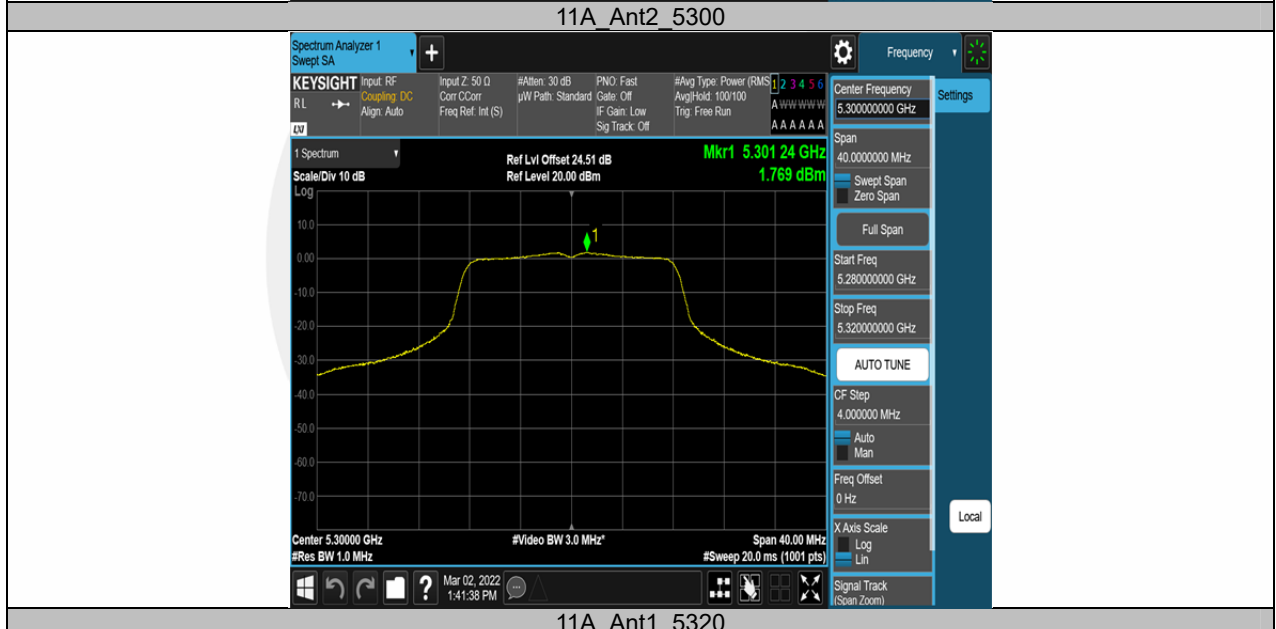 11A_Ant2_5300
Spectrum Analyzer 1
Swept SA
+
Frequency
KEYSIGHT
RL
LXI
Input: RF
Coupling: DC
Align: Auto
Input Z: 50 Ω
Corr CCorr
Freq Ref: Int (S)
#Atten: 30 dB
µW Path: Standard
PNO: Fast
Gate: Off
IF Gain: Low
Sig Track: Off
#Avg Type: Power (RMS
Avg|Hold: 100/100
Trig: Free Run
1 2 3 4 5 6
A W W W W W
A A A A A A
1 Spectrum
Scale/Div 10 dB
Log
Ref Lvl Offset 24.51 dB
Ref Level 20.00 dBm
Mkr1 5.301 24 GHz
1.769 dBm
1
10.0
0.00
-10.0
-20.0
-30.0
-40.0
-50.0
-60.0
-70.0
Center 5.30000 GHz
#Res BW 1.0 MHz
#Video BW 3.0 MHz*
Span 40.00 MHz
#Sweep 20.0 ms (1001 pts)
?
Mar 02, 2022
1:41:38 PM
Center Frequency
5.300000000 GHz
Settings
Span
40.0000000 MHz
Swept Span
Zero Span
Full Span
Start Freq
5.280000000 GHz
Stop Freq
5.320000000 GHz
AUTO TUNE
CF Step
4.000000 MHz
Auto
Man
Freq Offset
0 Hz
X Axis Scale
Log
Lin
Local
Signal Track
(Span Zoom)
11A_Ant1_5320